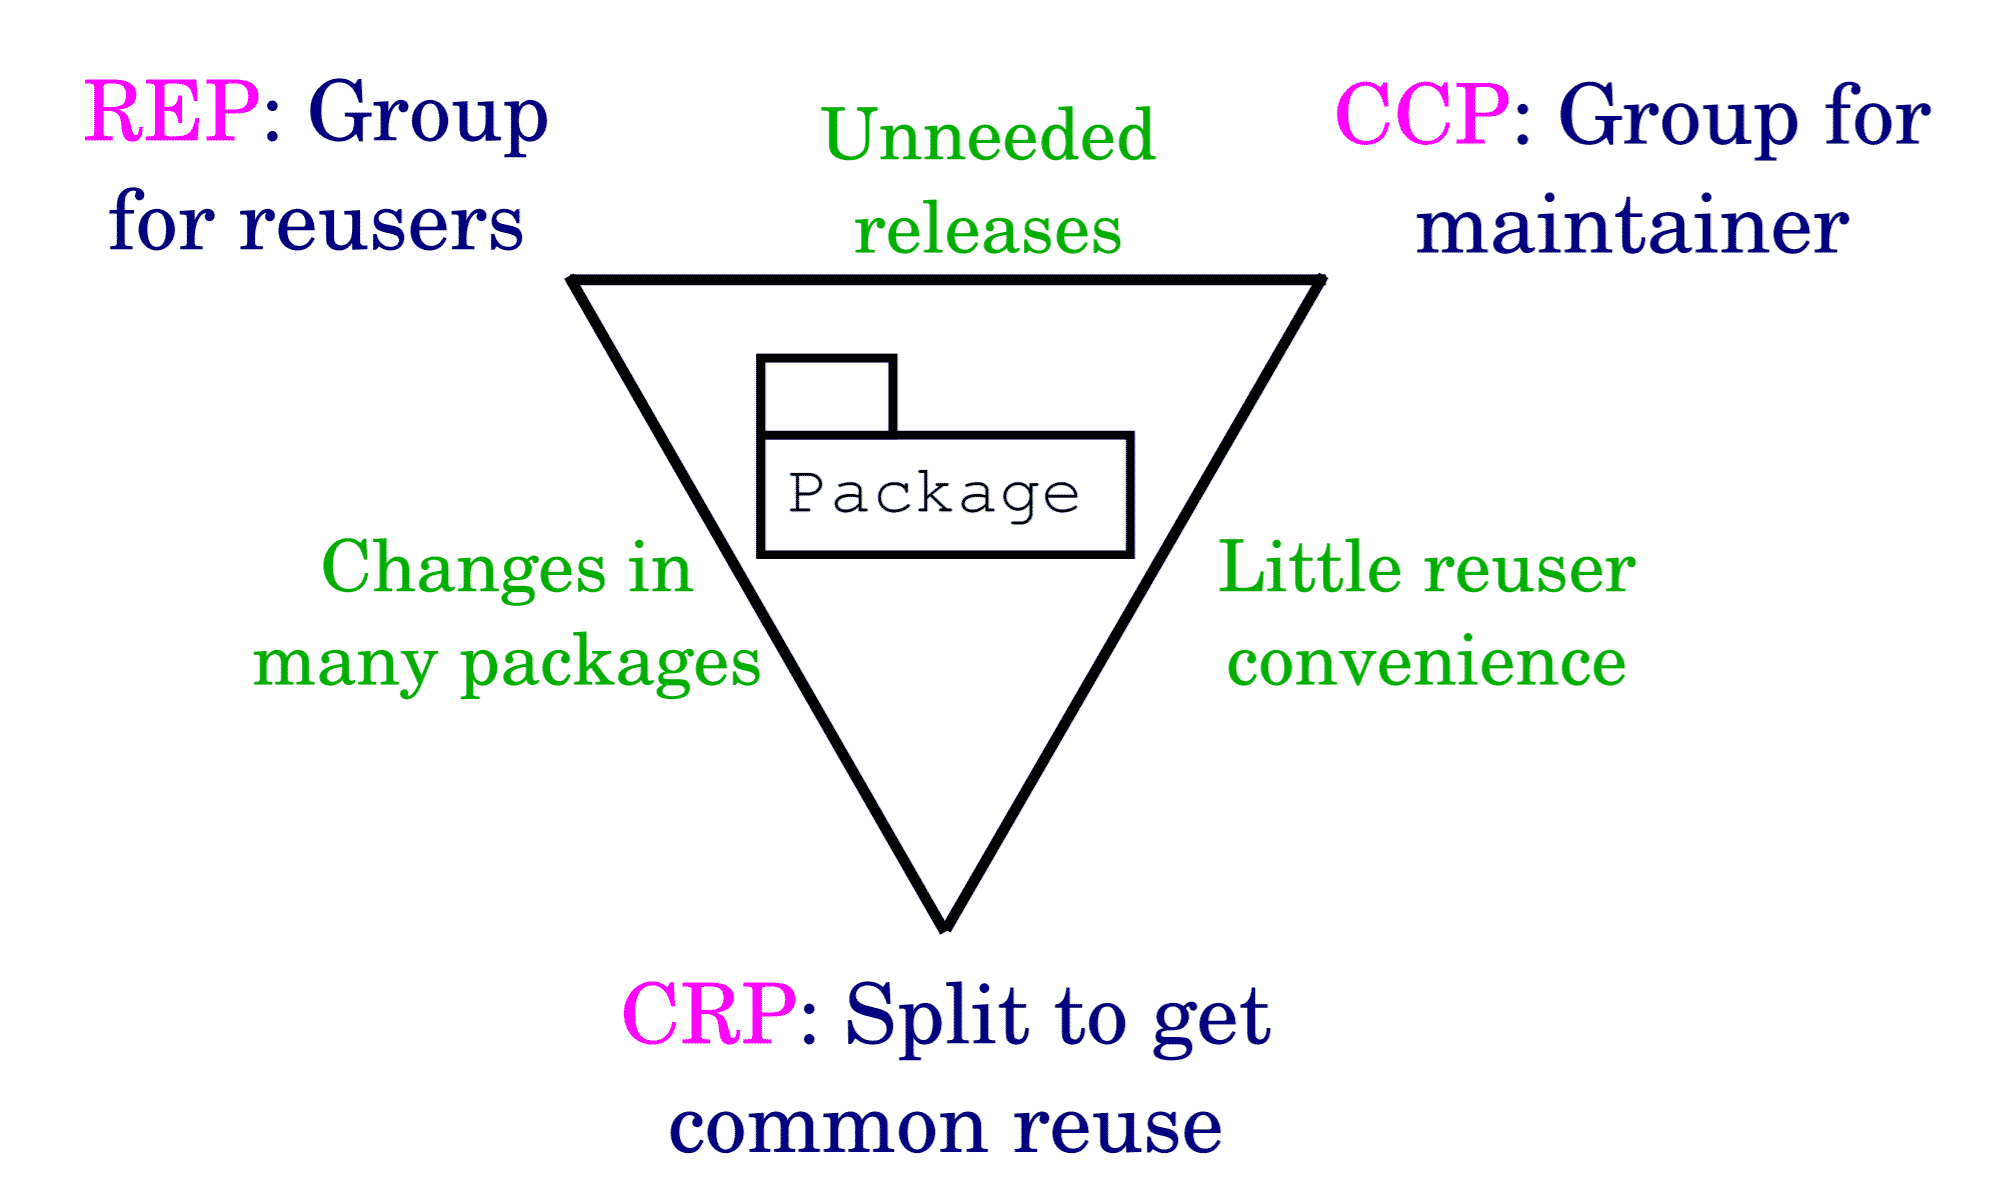 REP: Group
for reusers
Unneeded
releases
CCP: Group for
maintainer
Package
Changes in
many packages
Little reuser
convenience
CRP: Split to get
common reuse